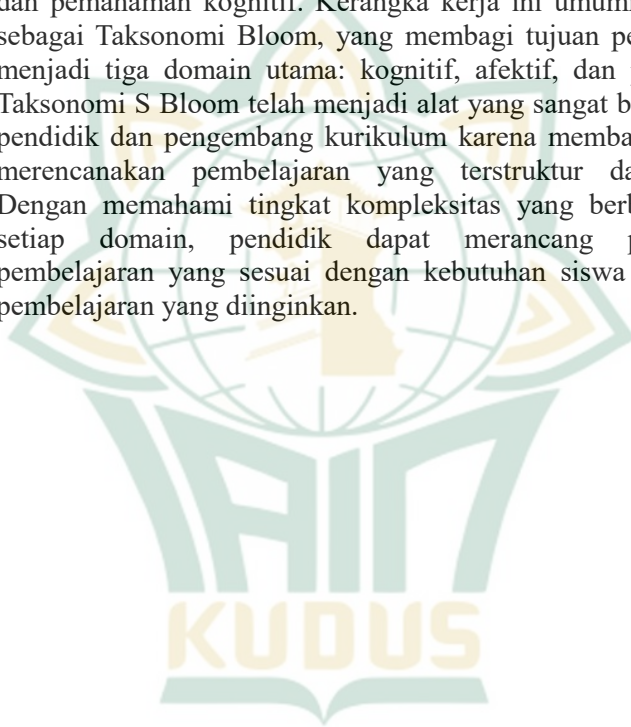 dan pemahaman kognitif. Kerangka kerja ini umumi
sebagai Taksonomi Bloom, yang membagi tujuan pe
menjadi tiga domain utama: kognitif, afektif, dan
Taksonomi S Bloom telah menjadi alat yang sangat b
pendidik dan pengembang kurikulum karena memba
merencanakan pembelajaran yang terstruktur da
Dengan memahami tingkat kompleksitas yang berb
setiap domain, pendidik dapat merancang p
pembelajaran yang sesuai dengan kebutuhan siswa
pembelajaran yang diinginkan.
IAIN
KUDUS